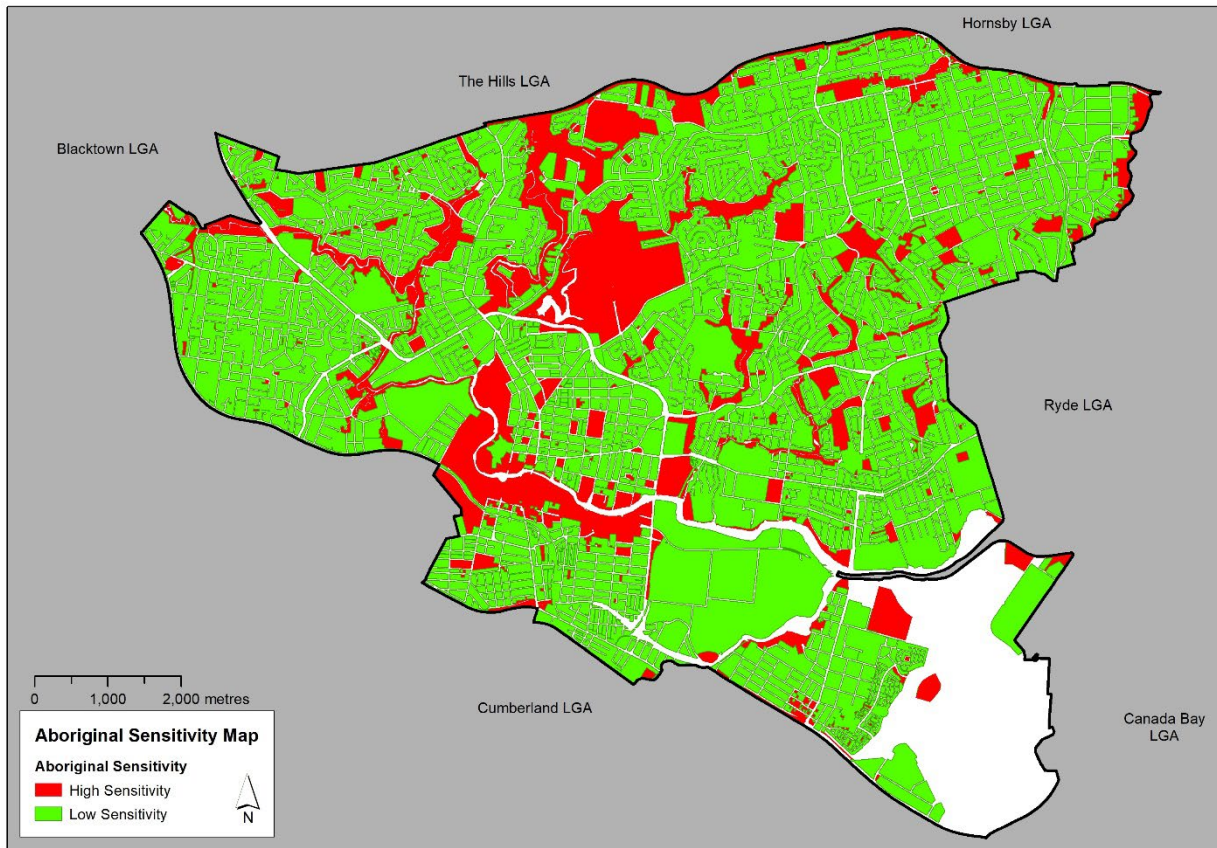 Hornsby LGA
The Hills LGA
Blacktown LGA
Ryde LGA
0 1,000 2,000 metres
Cumberland LGA
Canada Bay
LGA
Aboriginal Sensitivity Map
Aboriginal Sensitivity
High Sensitivity
Low Sensitivity
N